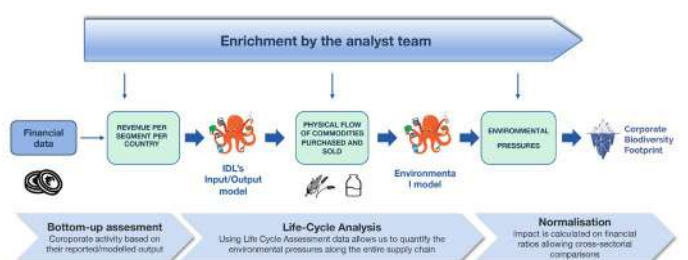 Enrichment by the analyst team
Financial
data
REVENUE PER
SEGMENT PER
COUNTRY
IDL's
Input/Output
model
PHYSICAL FLOW
OF COMMODITIES
PURCHASED AND
SOLD
Environmenta
l model
ENVIRONMENTAL
PRESSURES
Corporate
Biodiversity
Footprint
Bottom-up assesment
Coroporate activity based on
their reported/modelled output
Life-Cycle Analysis
Using Life Cycle Assessment data allows us to quantify the
environmental pressures along the entire supply chain
Normalisation
Impact is calculated on financial
ratios allowing cross-sectorial
comparisons